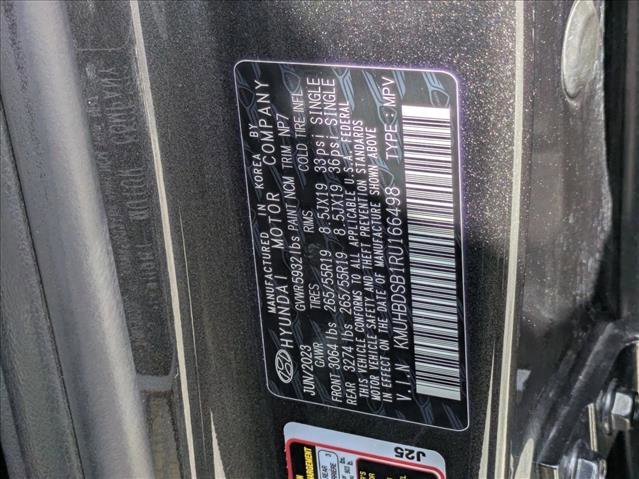 MANUFACTURED IN KOREA BY
HYUNDAI MOTOR COMPANY
JUN/2023 GVWR5932lbs PAINT NCM TRIM NP7
GAWR TIRES RIMS COLD TIRE INFL
FRONT 3064 lbs 265/55R19 8.5JX19 33psi SINGLE
REAR 3274 lbs 265/55R19 8.5JX19 36psi SINGLE
THIS VEHICLE CONFORMS TO ALL APPLICABLE U.S.A. FEDERAL
MOTOR VEHICLE SAFETY AND THEFT PREVENTION STANDARDS
IN EFFECT ON THE DATE OF MANUFACTURE SHOWN ABOVE
V I N : KMUHBDSB1RU166498 TYPE : MPV
J25
REAR 3